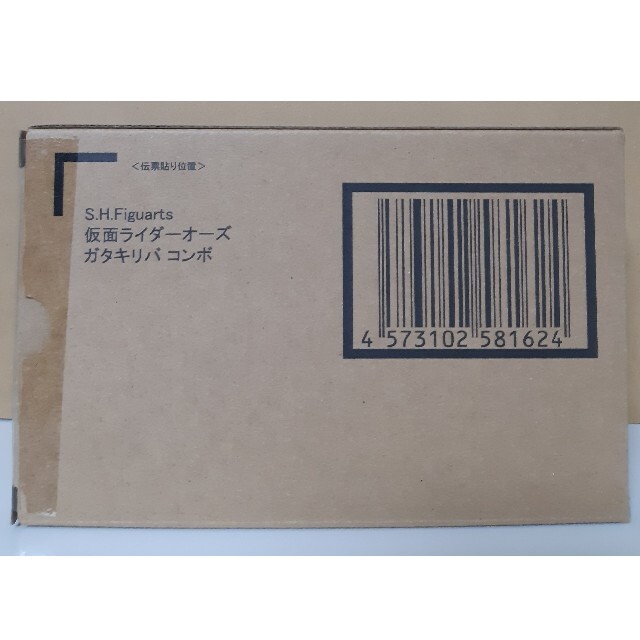 ＜伝票貼り位置＞
S.H.Figuarts
仮面ライダーオーズ
ガタキリバ コンボ
4 573102 581624